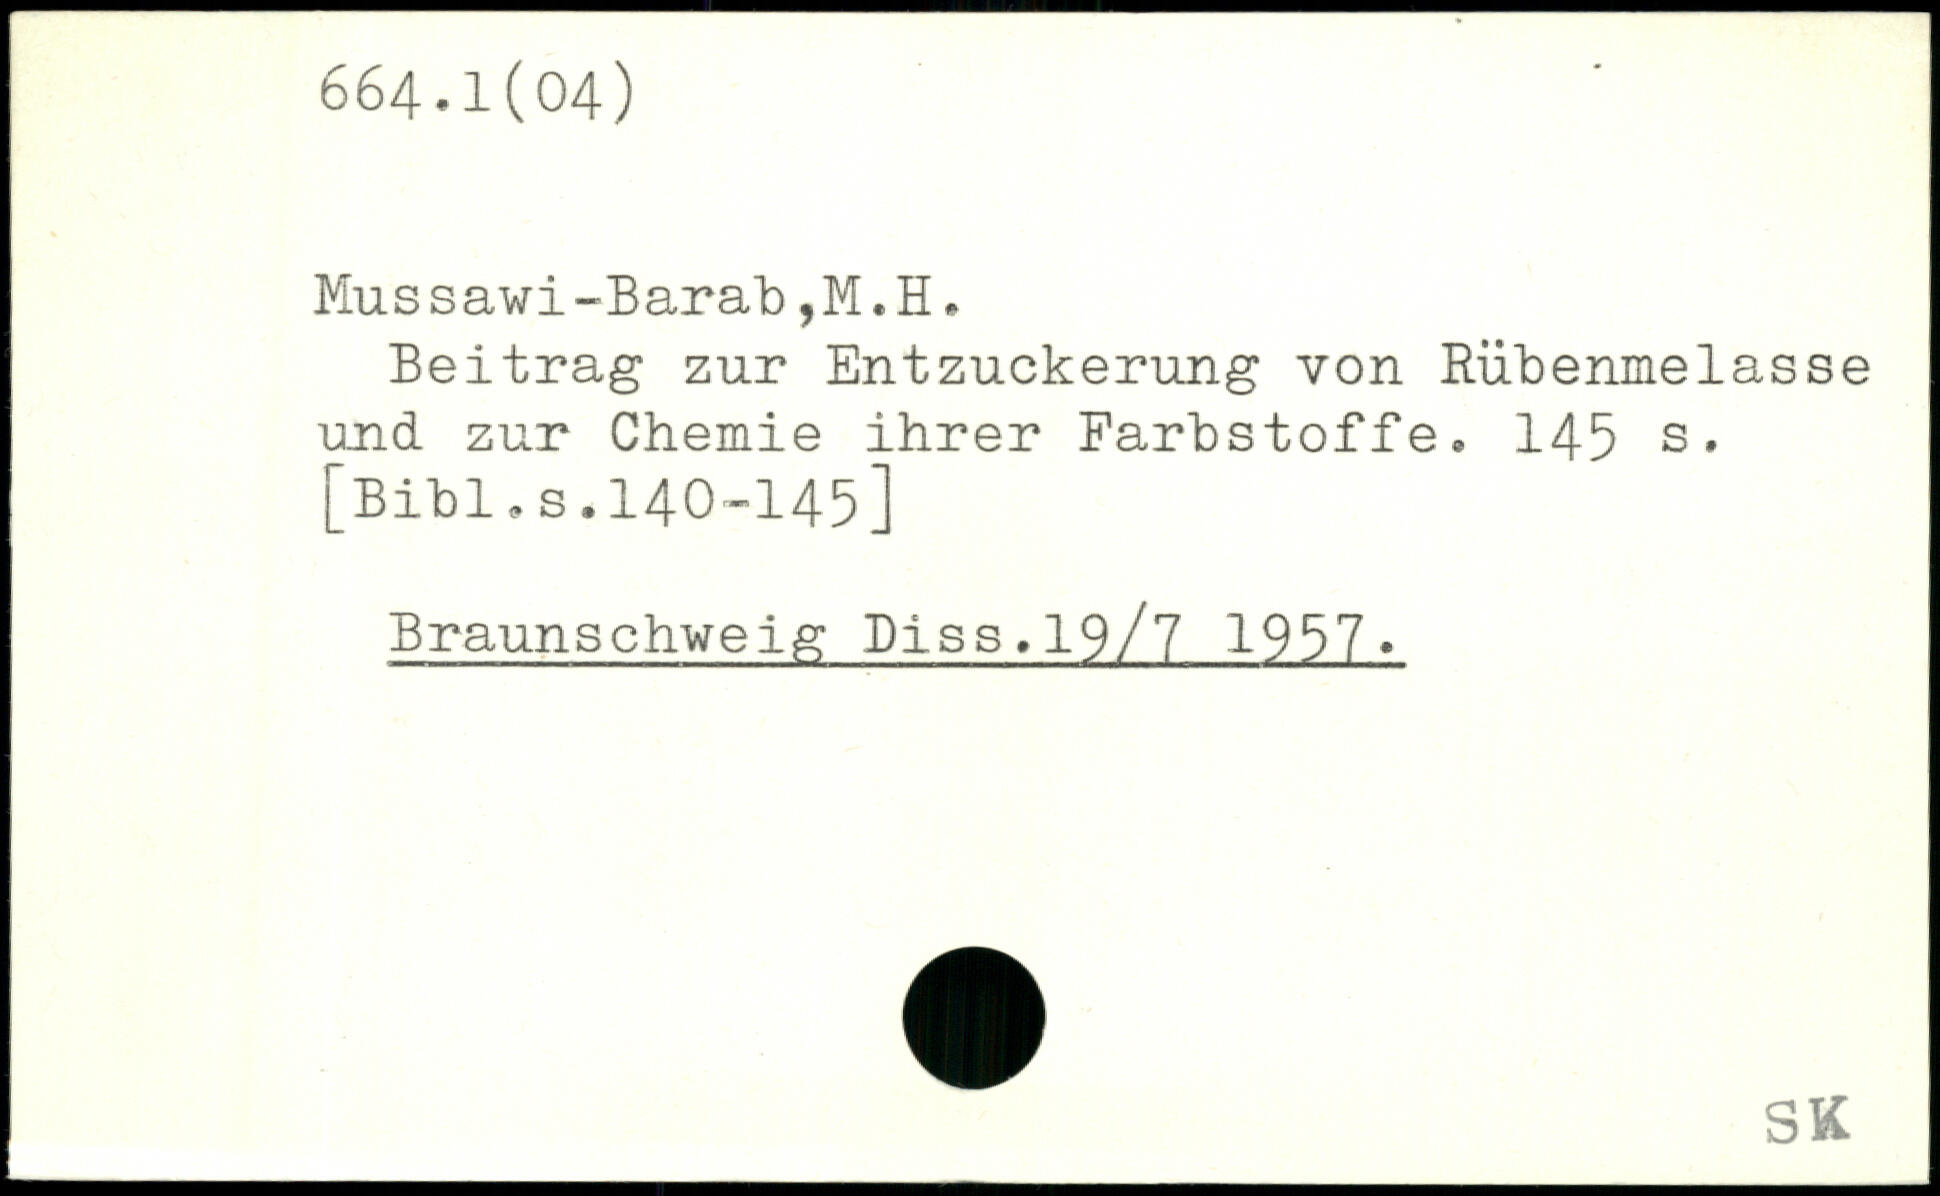 664.1(04)
Mussawi-Barab,M.H.
Beitrag zur Entzuckerung von Rübenmelasse
und zur Chemie ihrer Farbstoffe. 145 s.
[Bibl.s.140-145]
Braunschweig Diss.19/7 1957.
SK